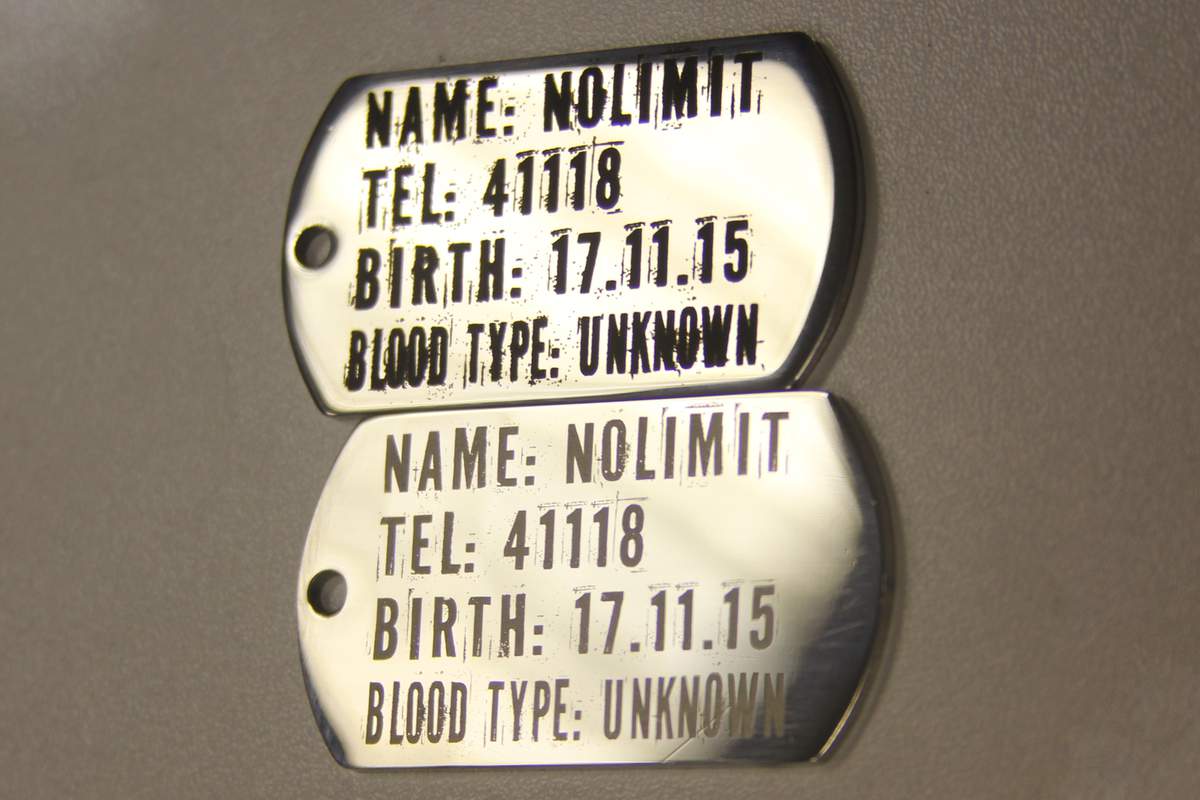 NAME: NOLIMIT
TEL: 41118
BIRTH: 17.11.15
BLOOD TYPE: UNKNOWN
NAME: NOLIMIT
TEL: 41118
BIRTH: 17.11.15
BLOOD TYPE: UNKNOWN